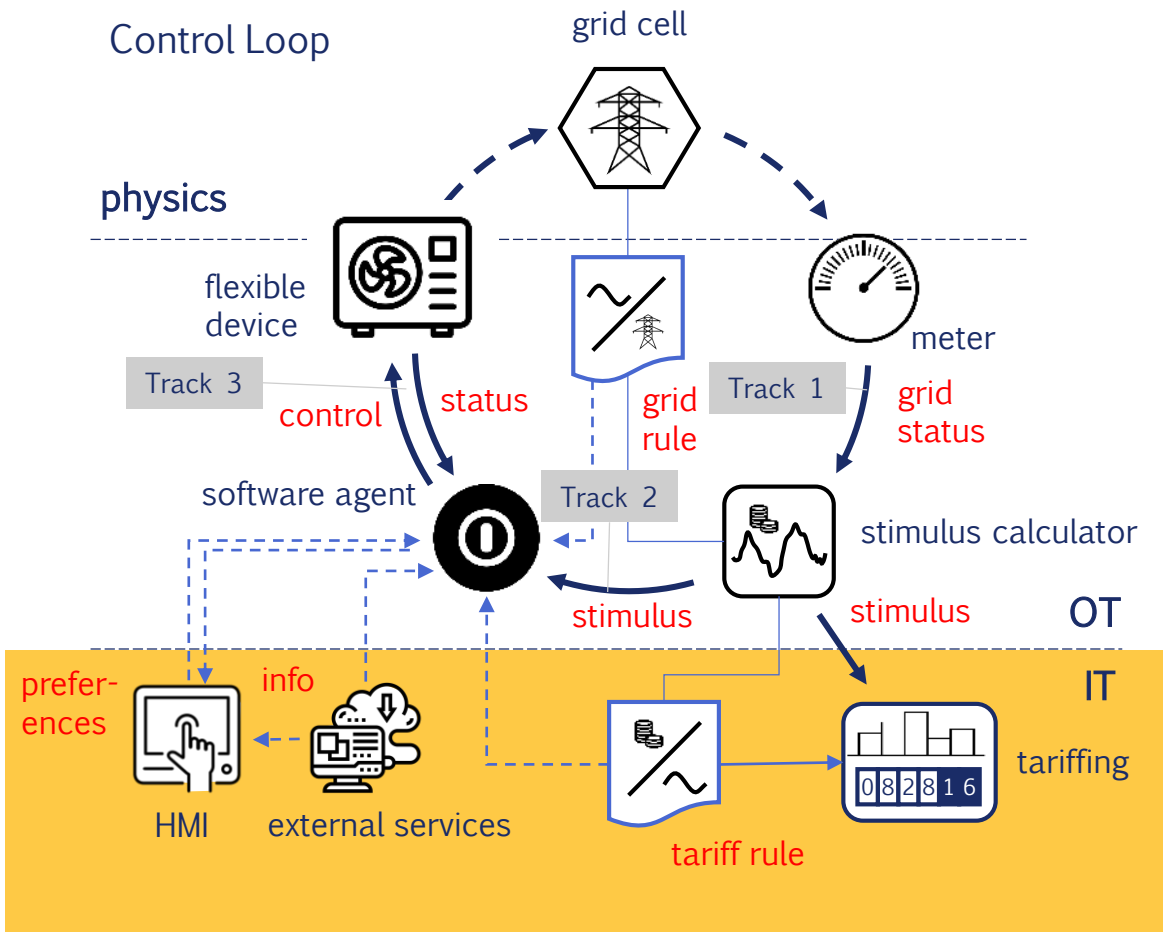 Control Loop
grid cell
physics
flexible
device
meter
Track 3
Track 1
control
status
grid
rule
grid
status
software agent
Track 2
stimulus calculator
stimulus
stimulus
OT
IT
prefer-
ences
info
tariffing
082816
HMI
external services
tariff rule